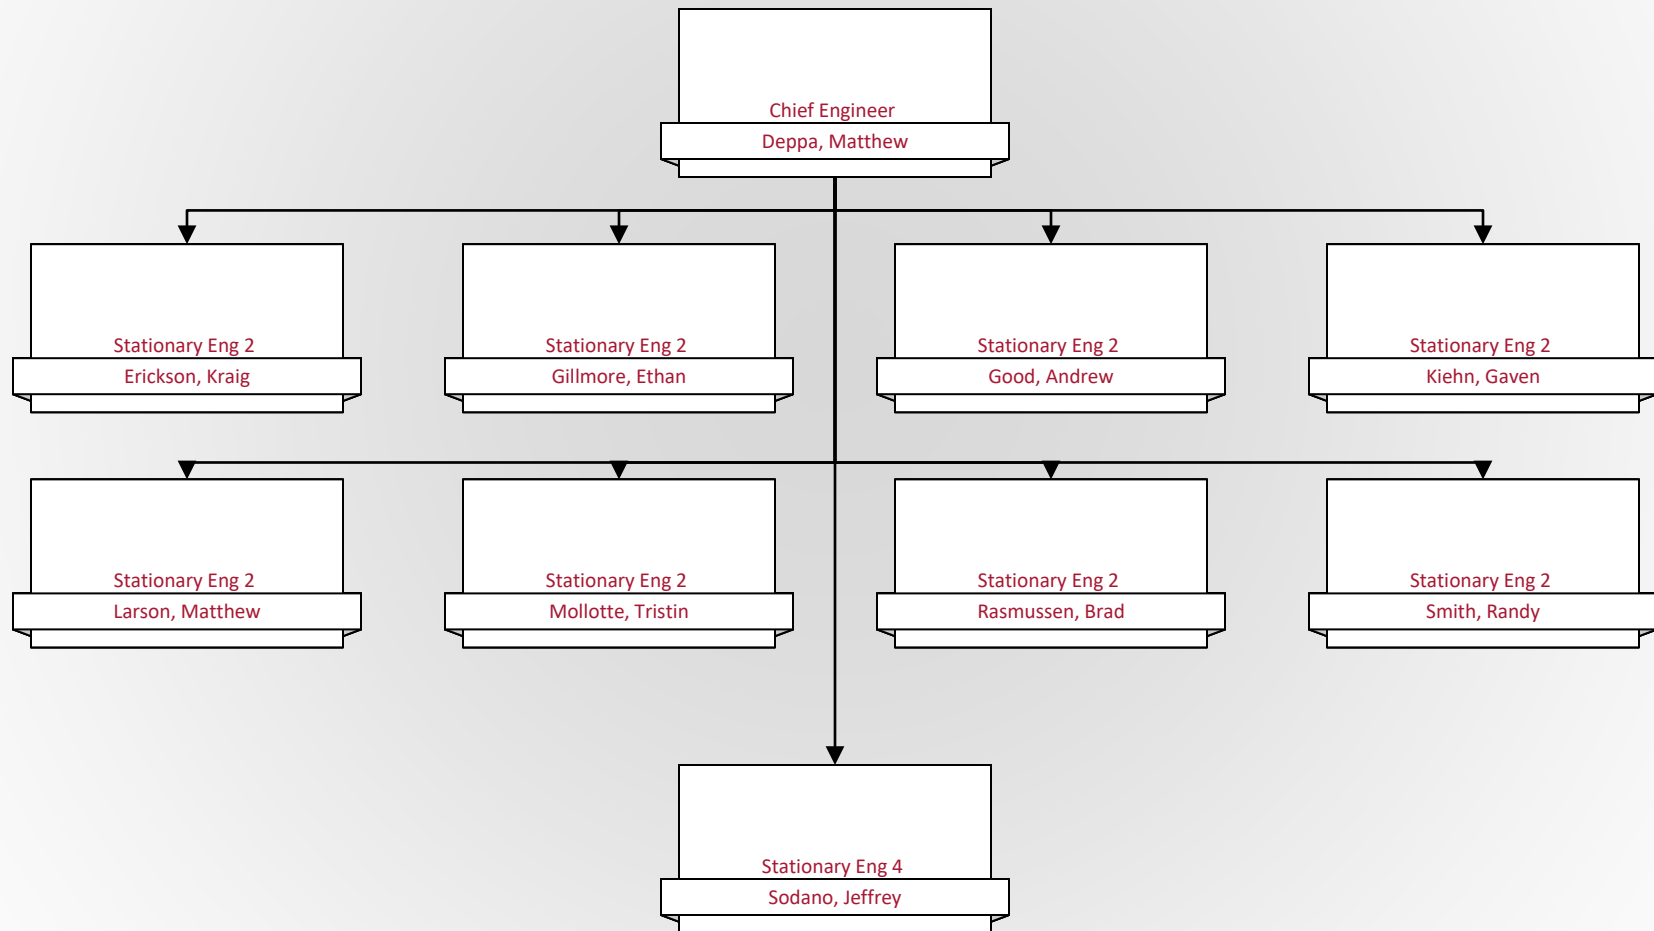 Chief Engineer
Deppa, Matthew
Stationary Eng 2
Erickson, Kraig
Stationary Eng 2
Gillmore, Ethan
Stationary Eng 2
Good, Andrew
Stationary Eng 2
Kiehn, Gaven
Stationary Eng 2
Larson, Matthew
Stationary Eng 2
Mollotte, Tristin
Stationary Eng 2
Rasmussen, Brad
Stationary Eng 2
Smith, Randy
Stationary Eng 4
Sodano, Jeffrey